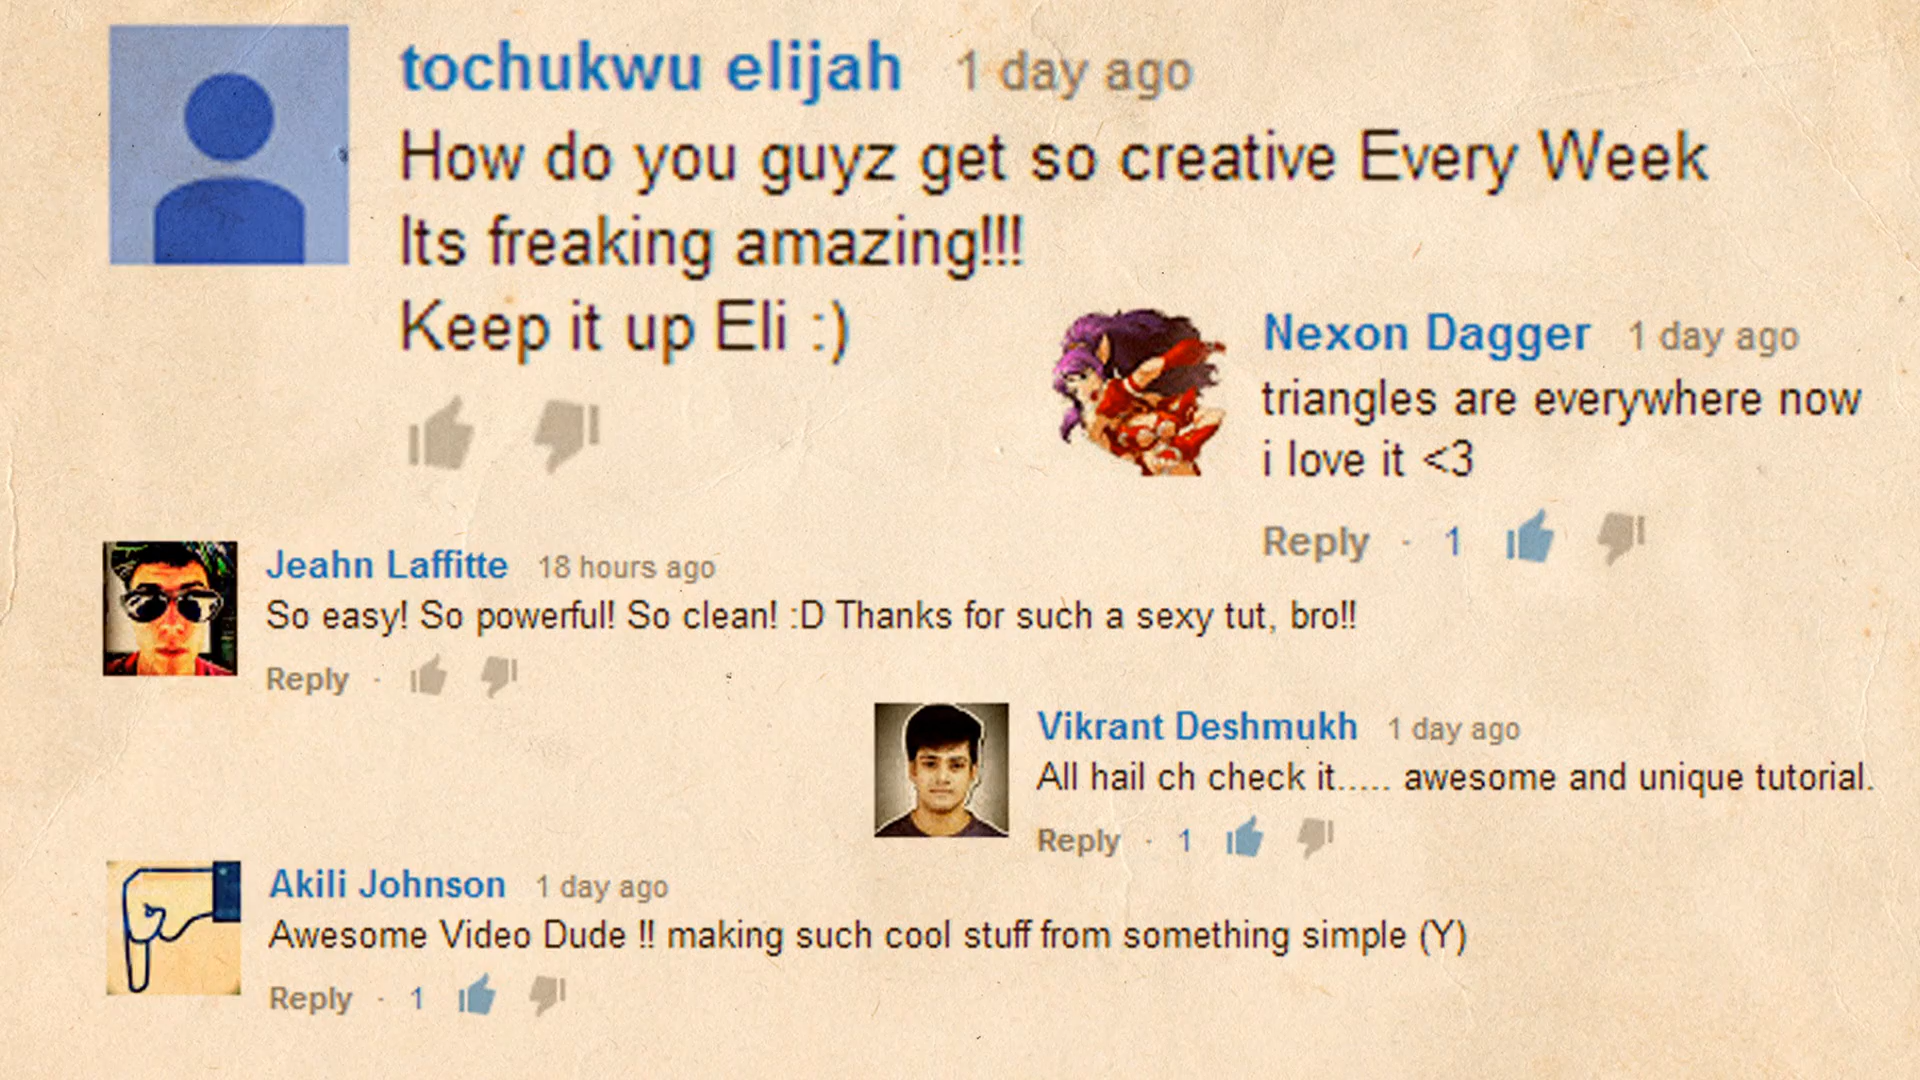 tochukwu elijah 1 day ago
How do you guyz get so creative Every Week
Its freaking amazing!!!
Keep it up Eli :)
Nexon Dagger 1 day ago
triangles are everywhere now
i love it <3
Reply · 1
Jeahn Laffitte 18 hours ago
So easy! So powerful! So clean! :D Thanks for such a sexy tut, bro!!
Reply ·
Vikrant Deshmukh 1 day ago
All hail ch check it..... awesome and unique tutorial.
Reply · 1
Akili Johnson 1 day ago
Awesome Video Dude !! making such cool stuff from something simple (Y)
Reply · 1